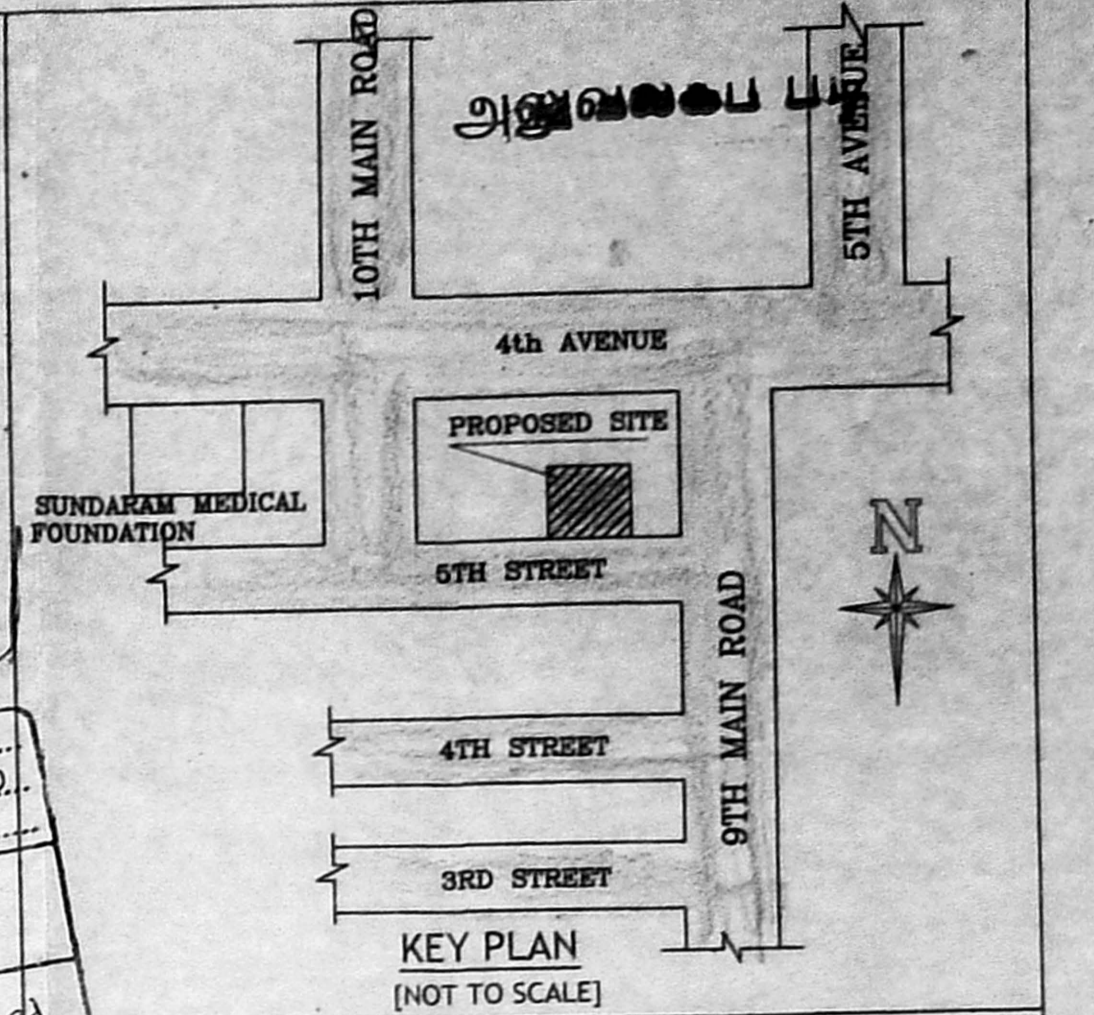 10TH MAIN ROAD
5TH AVENUE
4th AVENUE
PROPOSED SITE
SUNDARAM MEDICAL
FOUNDATION
5TH STREET
N
9TH MAIN ROAD
4TH STREET
3RD STREET
KEY PLAN
[NOT TO SCALE]